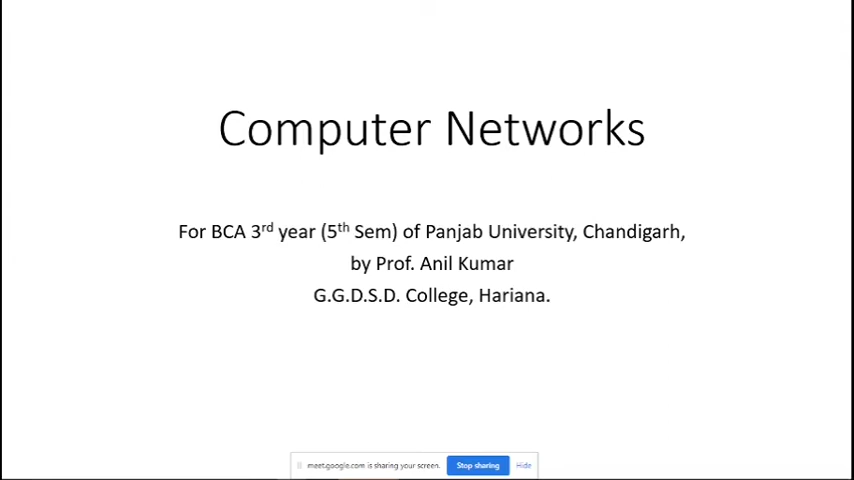 Computer Networks
For BCA 3rd year (5th Sem) of Panjab University, Chandigarh,
by Prof. Anil Kumar
G.G.D.S.D. College, Hariana.
meet.google.com is sharing your screen. Stop sharing Hide